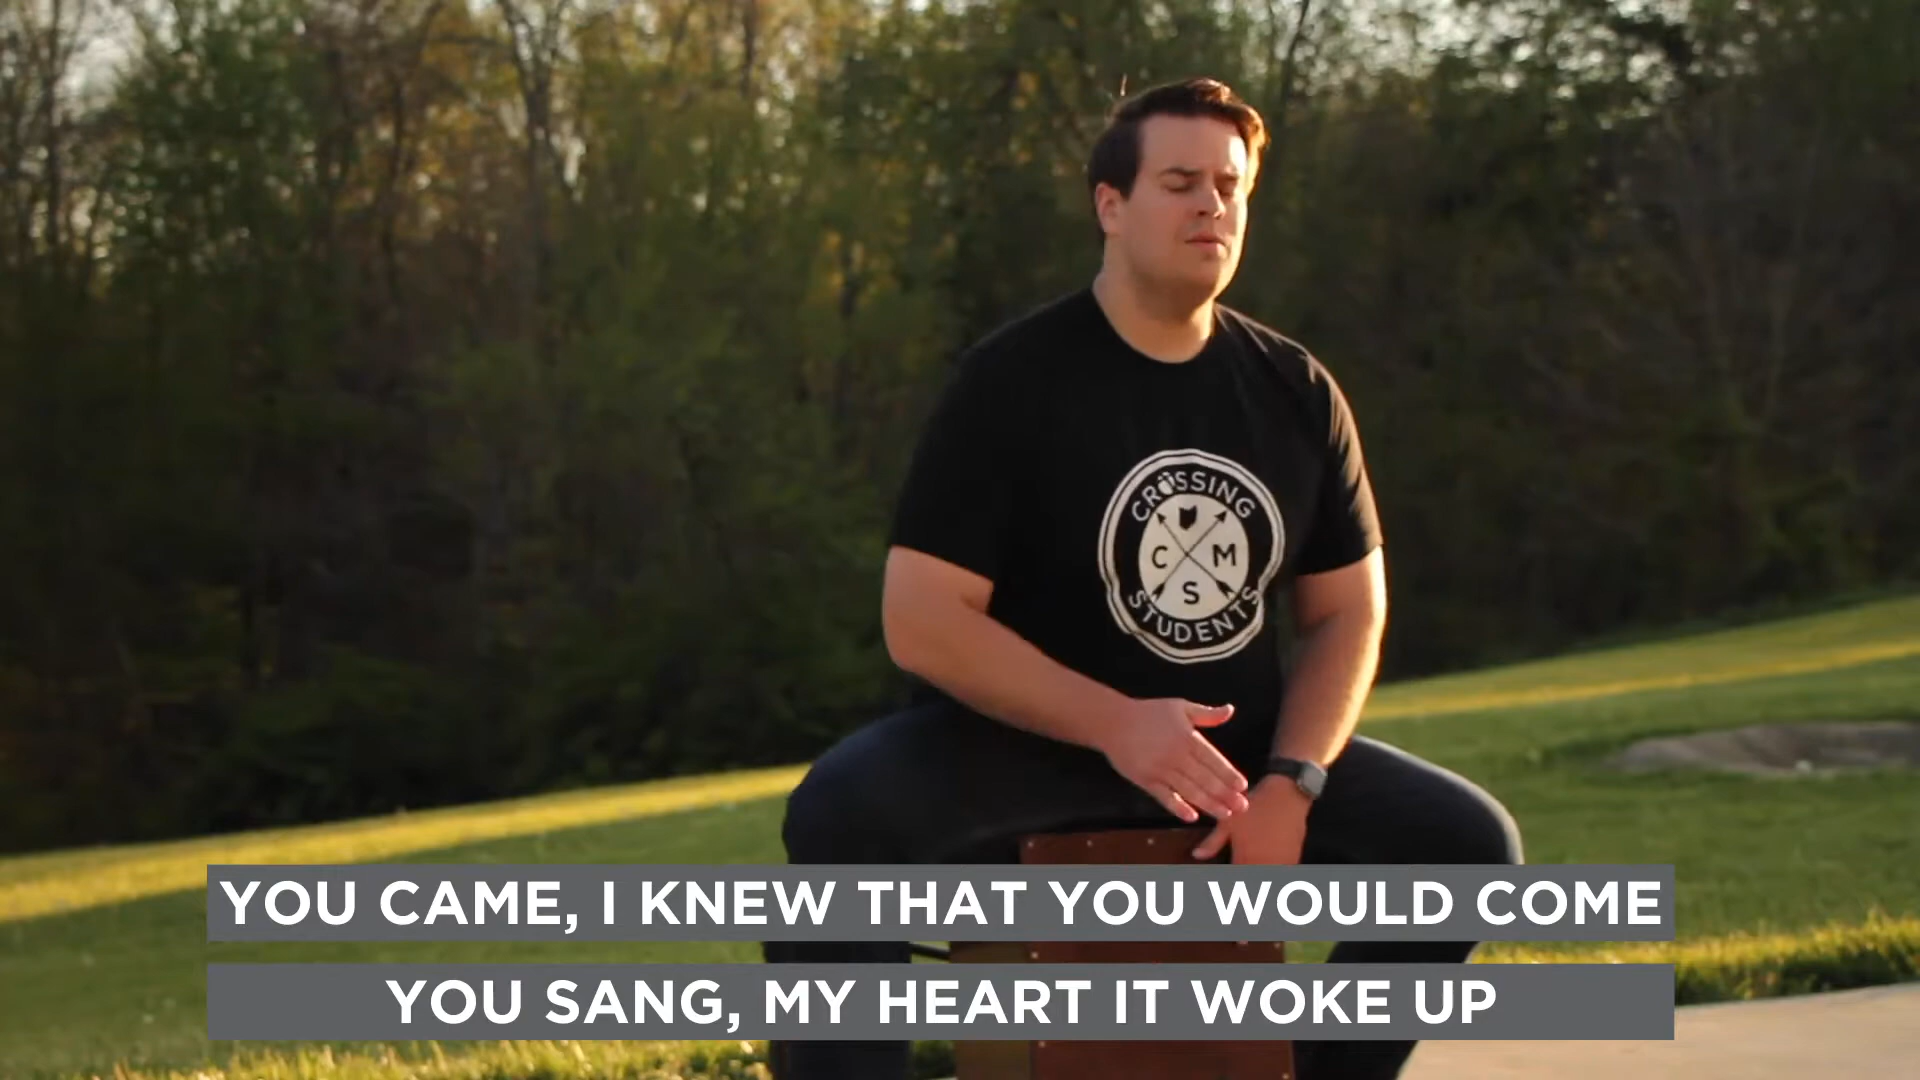 CROSSING
C M
S
STUDENTS
YOU CAME, I KNEW THAT YOU WOULD COME
YOU SANG, MY HEART IT WOKE UP